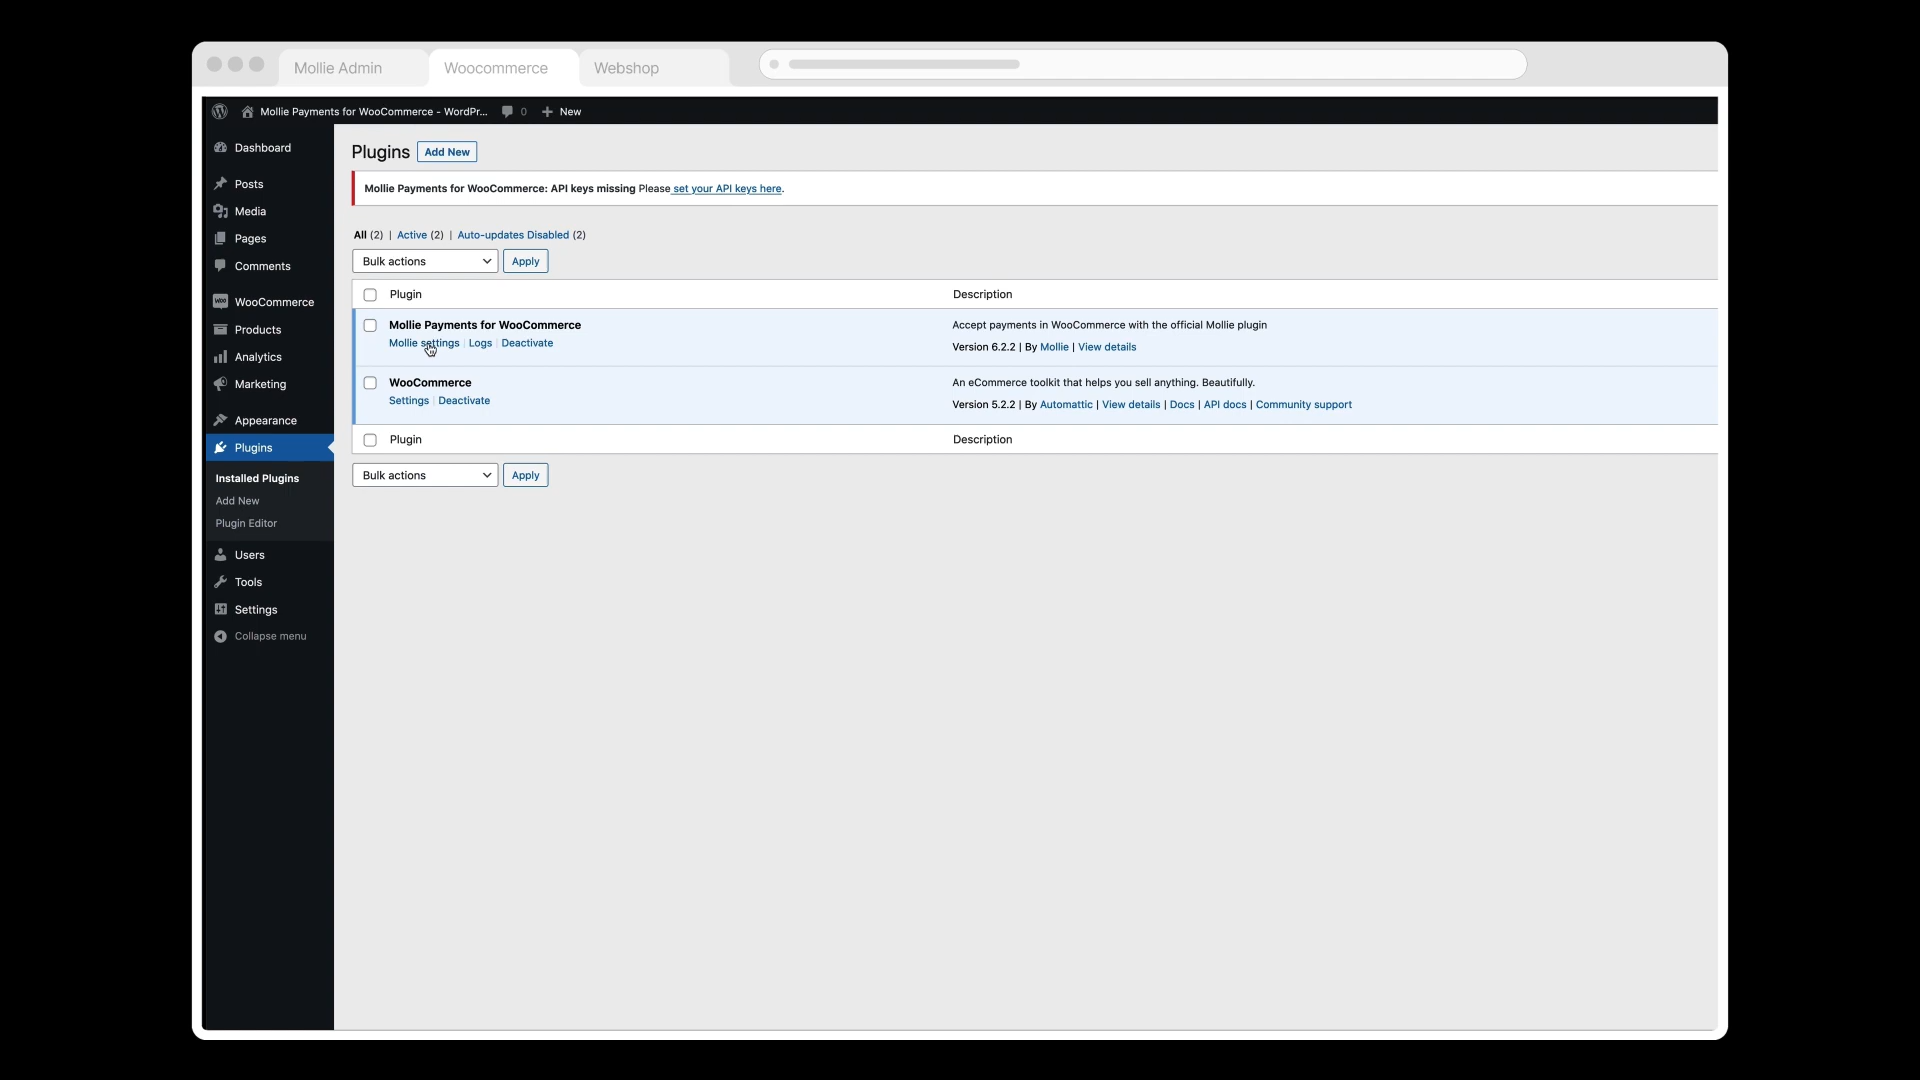 Mollie Admin
Woocommerce
Webshop
Mollie Payments for WooCommerce - WordPr... 0 New
Dashboard
Posts
Media
Pages
Comments
WooCommerce
Products
Analytics
Marketing
Appearance
Plugins
Installed Plugins
Add New
Plugin Editor
Users
Tools
Settings
Collapse menu
Plugins Add New
Mollie Payments for WooCommerce: API keys missing Please set your API keys here.
All (2) | Active (2) | Auto-updates Disabled (2)
Bulk actions Apply
Plugin Description
Mollie Payments for WooCommerce
Mollie settings | Logs | Deactivate
Accept payments in WooCommerce with the official Mollie plugin
Version 6.2.2 | By Mollie | View details
WooCommerce
Settings | Deactivate
An eCommerce toolkit that helps you sell anything. Beautifully.
Version 5.2.2 | By Automattic | View details | Docs | API docs | Community support
Plugin Description
Bulk actions Apply